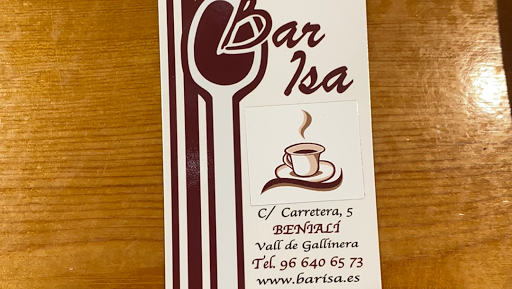 Bar
Isa
C/ Carretera, 5
BENIALÍ
Vall de Gallinera
Tel. 96 640 65 73
www.barisa.es